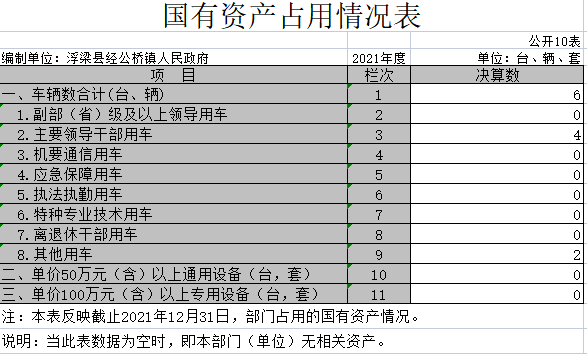 国有资产占用情况表
公开10表
编制单位：浮梁县经公桥镇人民政府 2021年度 单位：台、辆、套
项 目 栏次 决算数
一、车辆数合计(台、辆) 1 6
1.副部（省）级及以上领导用车 2 0
2.主要领导干部用车 3 4
3.机要通信用车 4 0
4.应急保障用车 5 0
5.执法执勤用车 6 0
6.特种专业技术用车 7 0
7.离退休干部用车 8 0
8.其他用车 9 2
二、单价50万元（含）以上通用设备（台，套） 10 0
三、单价100万元（含）以上专用设备（台，套） 11 0
注：本表反映截止2021年12月31日，部门占用的国有资产情况。
说明：当此表数据为空时，即本部门（单位）无相关资产。